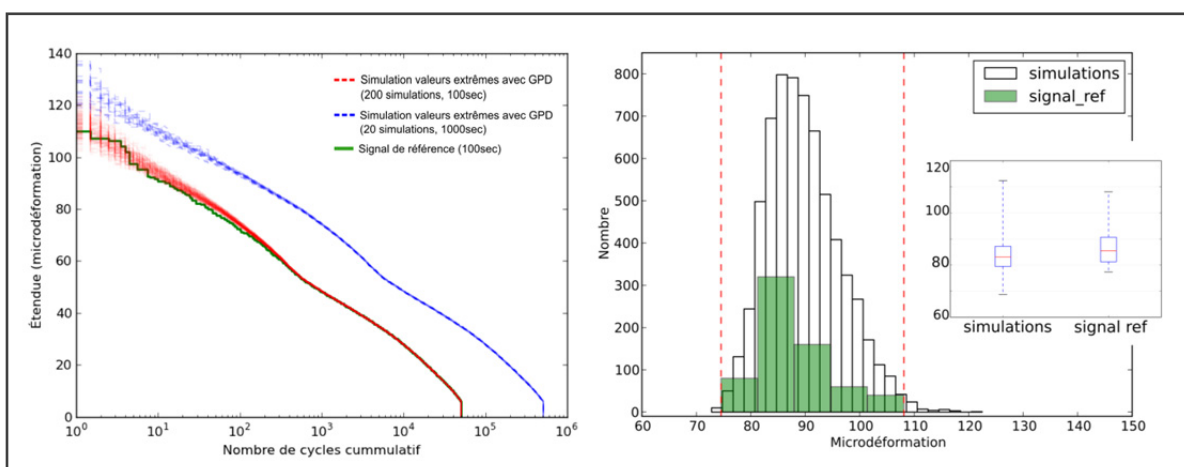 140
120
100
80
60
40
20
0
Étendue (microdéformation)
10^0 10^1 10^2 10^3 10^4 10^5 10^6
Nombre de cycles cummulatif
Simulation valeurs extrêmes avec GPD
(200 simulations, 100sec)
Simulation valeurs extrêmes avec GPD
(20 simulations, 1000sec)
Signal de référence (100sec)
800
700
600
500
400
300
200
100
0
Nombre
60 70 80 90 100 110 120 130 140 150
Microdéformation
simulations
signal_ref
120
100
80
60
simulations signal ref